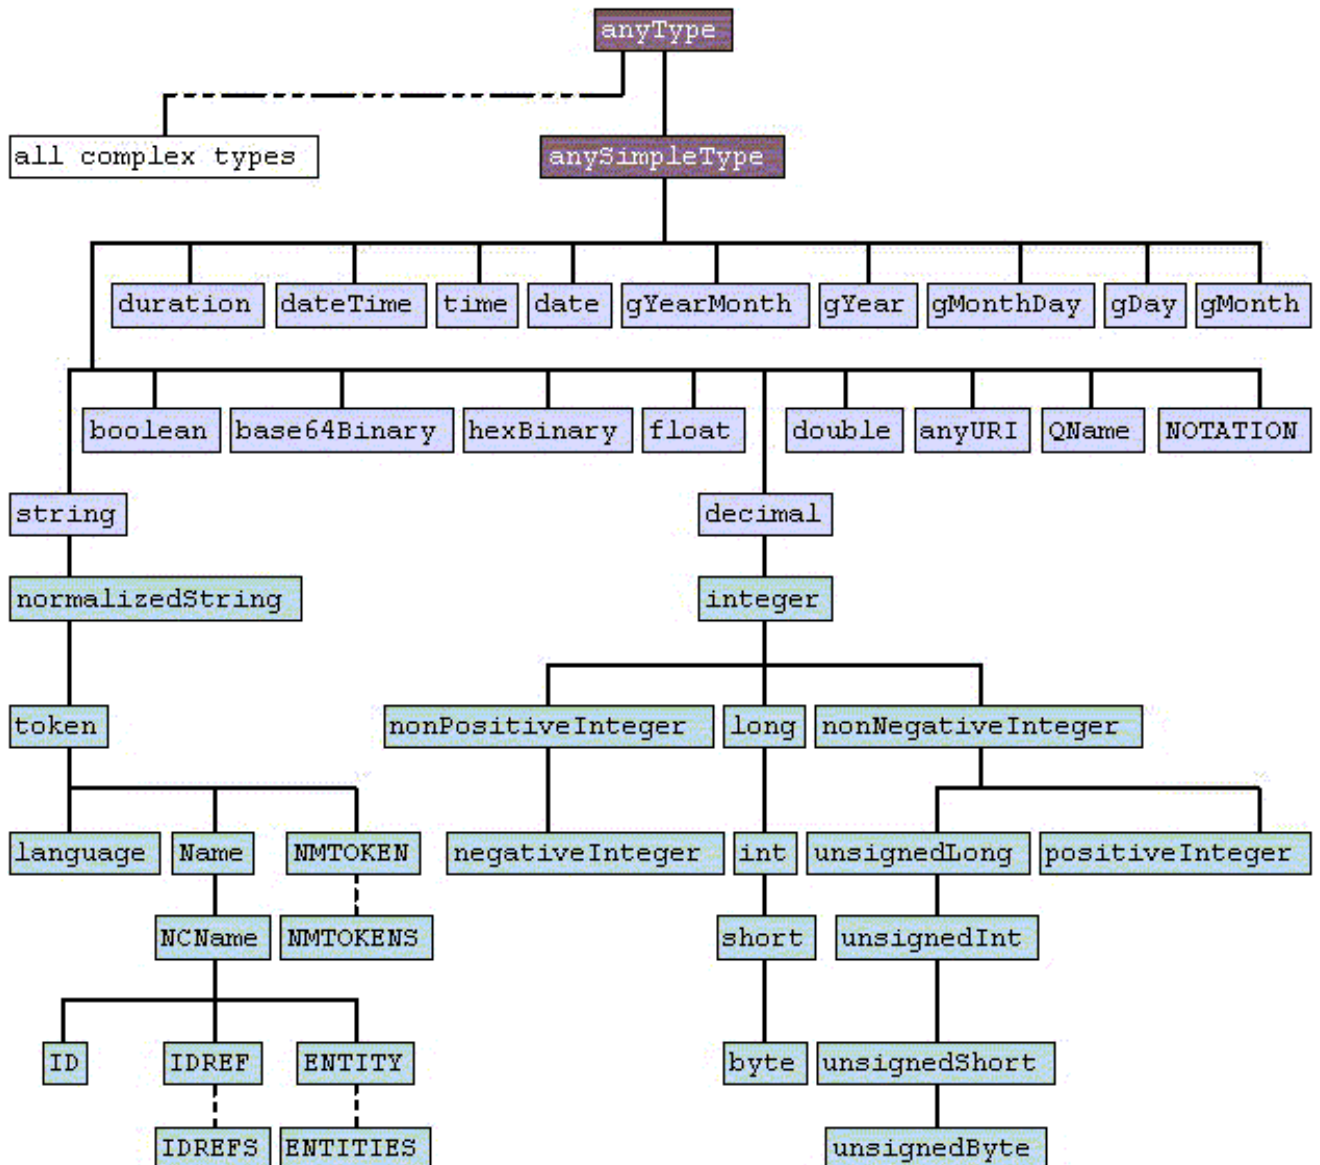 anyType
all complex types
anySimpleType
duration
dateTime
time
date
gYearMonth
gYear
gMonthDay
gDay
gMonth
boolean
base64Binary
hexBinary
float
double
anyURI
QName
NOTATION
string
decimal
normalizedString
integer
token
nonPositiveInteger
long
nonNegativeInteger
language
Name
NMTOKEN
negativeInteger
int
unsignedLong
positiveInteger
NCName
NMTOKENS
short
unsignedInt
ID
IDREF
ENTITY
byte
unsignedShort
IDREFS
ENTITIES
unsignedByte